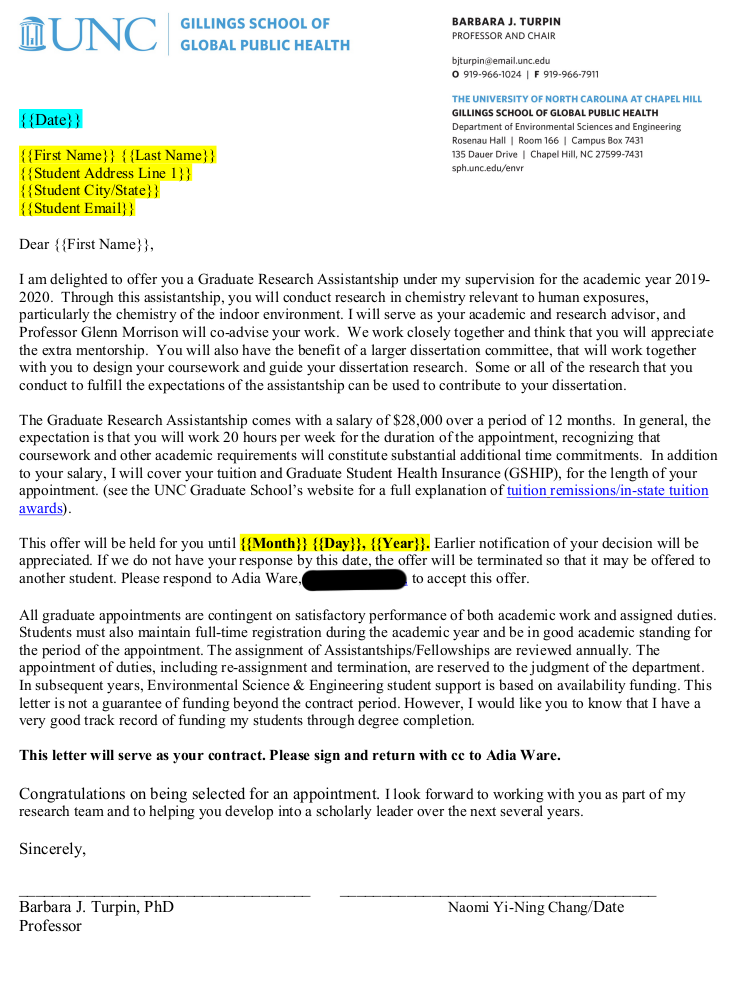 UNC
GILLINGS SCHOOL OF
GLOBAL PUBLIC HEALTH
BARBARA J. TURPIN
PROFESSOR AND CHAIR
bjturpin@email.unc.edu
O 919-966-1024 | F 919-966-7911
THE UNIVERSITY OF NORTH CAROLINA AT CHAPEL HILL
GILLINGS SCHOOL OF GLOBAL PUBLIC HEALTH
Department of Environmental Sciences and Engineering
Rosenau Hall | Room 166 | Campus Box 7431
135 Dauer Drive | Chapel Hill, NC 27599-7431
sph.unc.edu/envr
{{Date}}
{{First Name}} {{Last Name}}
{{Student Address Line 1}}
{{Student City/State}}
{{Student Email}}
Dear {{First Name}},
I am delighted to offer you a Graduate Research Assistantship under my supervision for the academic year 2019-
2020. Through this assistantship, you will conduct research in chemistry relevant to human exposures,
particularly the chemistry of the indoor environment. I will serve as your academic and research advisor, and
Professor Glenn Morrison will co-advise your work. We work closely together and think that you will appreciate
the extra mentorship. You will also have the benefit of a larger dissertation committee, that will work together
with you to design your coursework and guide your dissertation research. Some or all of the research that you
conduct to fulfill the expectations of the assistantship can be used to contribute to your dissertation.
The Graduate Research Assistantship comes with a salary of $28,000 over a period of 12 months. In general, the
expectation is that you will work 20 hours per week for the duration of the appointment, recognizing that
coursework and other academic requirements will constitute substantial additional time commitments. In addition
to your salary, I will cover your tuition and Graduate Student Health Insurance (GSHIP), for the length of your
appointment. (see the UNC Graduate School's website for a full explanation of tuition remissions/in-state tuition
awards).
This offer will be held for you until {{Month}} {{Day}}, {{Year}}. Earlier notification of your decision will be
appreciated. If we do not have your response by this date, the offer will be terminated so that it may be offered to
another student. Please respond to Adia Ware, to accept this offer.
All graduate appointments are contingent on satisfactory performance of both academic work and assigned duties.
Students must also maintain full-time registration during the academic year and be in good academic standing for
the period of the appointment. The assignment of Assistantships/Fellowships are reviewed annually. The
appointment of duties, including re-assignment and termination, are reserved to the judgment of the department.
In subsequent years, Environmental Science & Engineering student support is based on availability funding. This
letter is not a guarantee of funding beyond the contract period. However, I would like you to know that I have a
very good track record of funding my students through degree completion.
This letter will serve as your contract. Please sign and return with cc to Adia Ware.
Congratulations on being selected for an appointment. I look forward to working with you as part of my
research team and to helping you develop into a scholarly leader over the next several years.
Sincerely,
Barbara J. Turpin, PhD
Naomi Yi-Ning Chang/Date
Professor